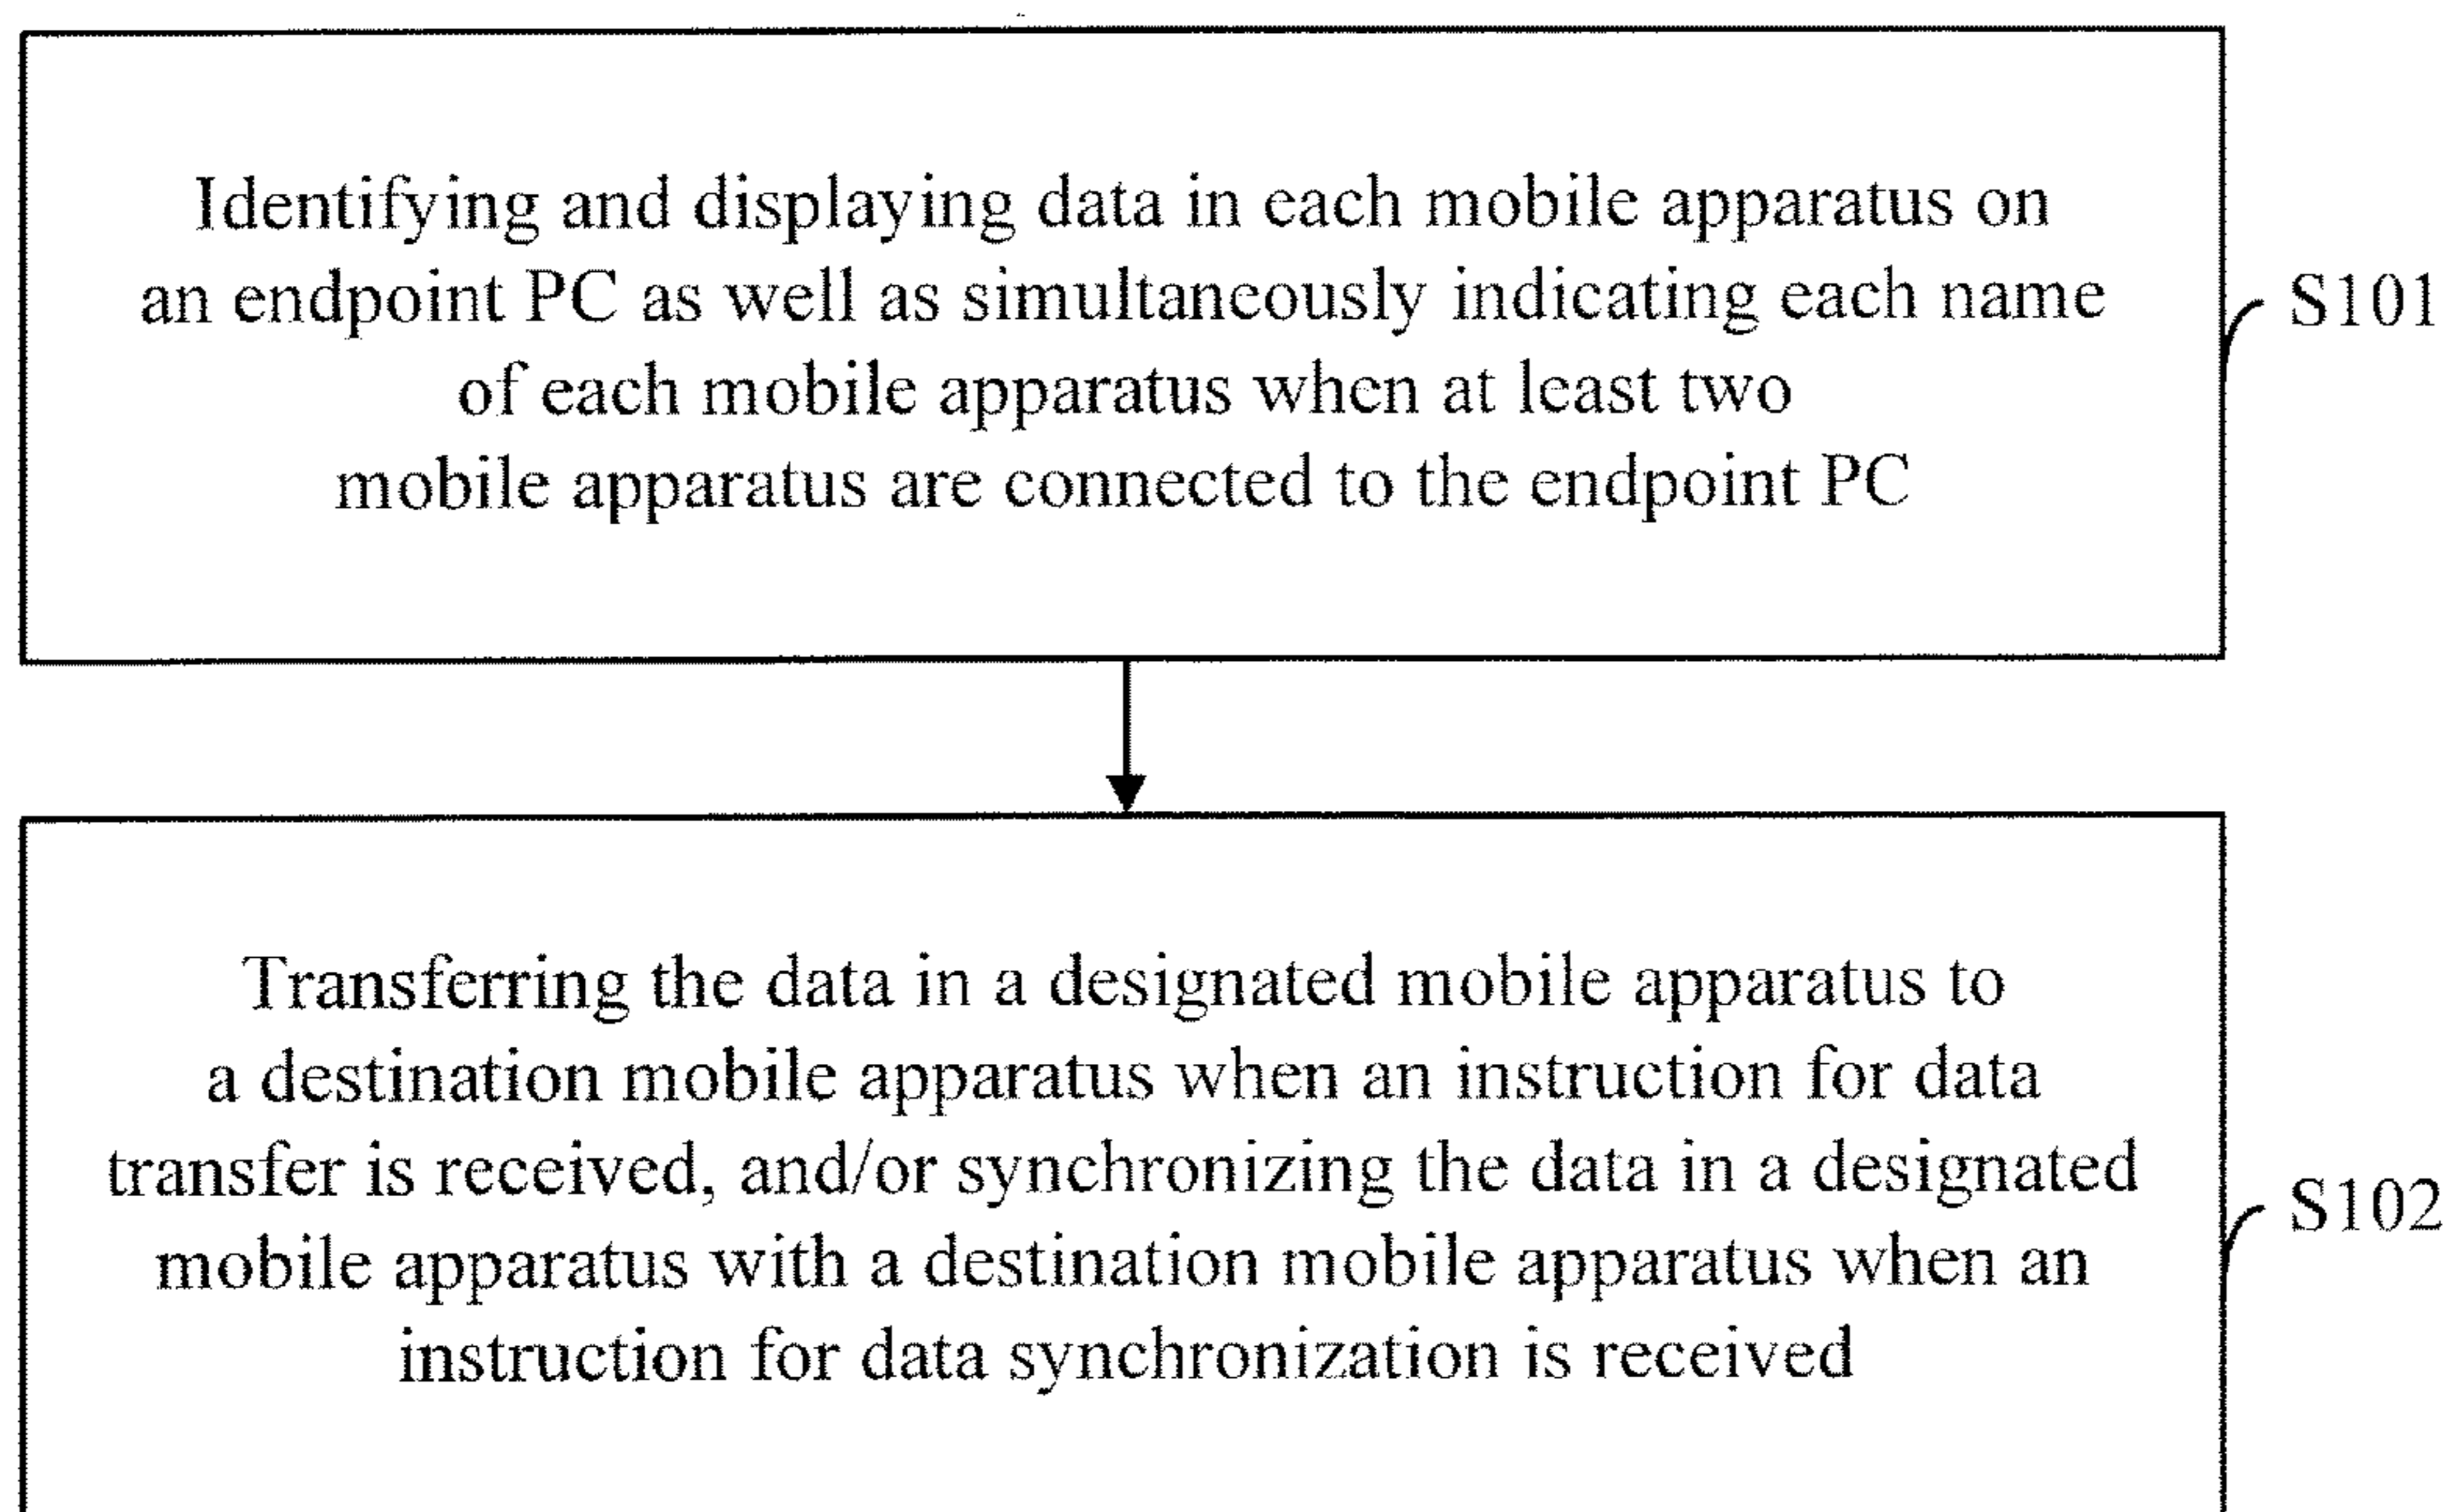 Identifying and displaying data in each mobile apparatus on
an endpoint PC as well as simultaneously indicating each name
of each mobile apparatus when at least two
mobile apparatus are connected to the endpoint PC
S101
Transferring the data in a designated mobile apparatus to
a destination mobile apparatus when an instruction for data
transfer is received, and/or synchronizing the data in a designated
mobile apparatus with a destination mobile apparatus when an
instruction for data synchronization is received
S102